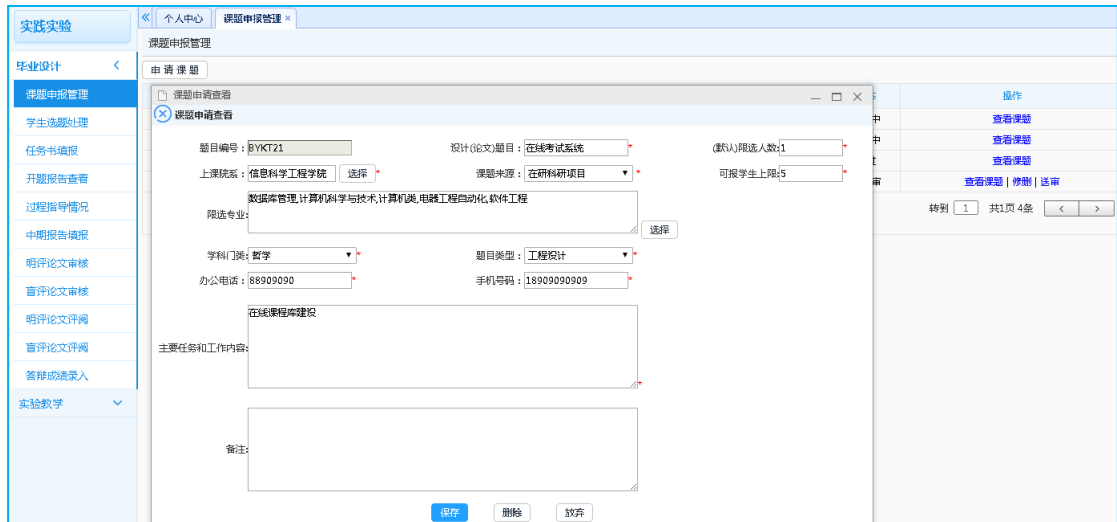 实践实验
个人中心 课题申报管理 ×
课题申报管理
申请课题
毕业设计
课题申报管理
学生选题处理
任务书填报
开题报告查看
过程指导情况
中期报告填报
明评论文审核
盲评论文审核
明评论文评阅
盲评论文评阅
答辩成绩录入
实验教学
操作
中 查看课题
中 查看课题
查看课题
审 查看课题 | 修删 | 送审
转到 1 共1页 4条 < >
课题申请查看
课题申请查看
题目编号: BYKT21 设计(论文)题目: 在线考试系统* (默认)限选人数: 1*
上课院系: 信息科学工程学院 选择* 课题来源: 在研科研项目* 可报学生上限: 5*
限选专业: 数据库管理,计算机科学与技术,计算机类,电器工程自动化,软件工程 选择
学科门类: 哲学* 题目类型: 工程设计*
办公电话: 88909090* 手机号码: 18909090909*
主要任务和工作内容: 在线课程库建设*
备注:
保存 删除 放弃